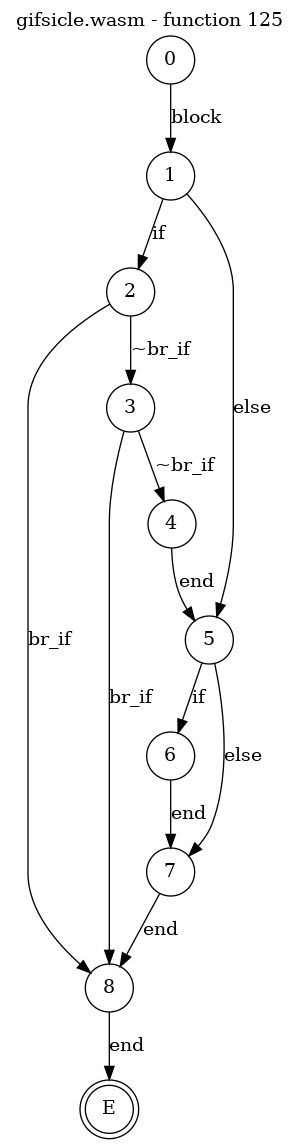 gifsicle.wasm - function 125
0
block
1
if
2
~br_if
3
else
~br_if
4
end
5
br_if
br_if
if
6
else
end
7
end
8
end
E